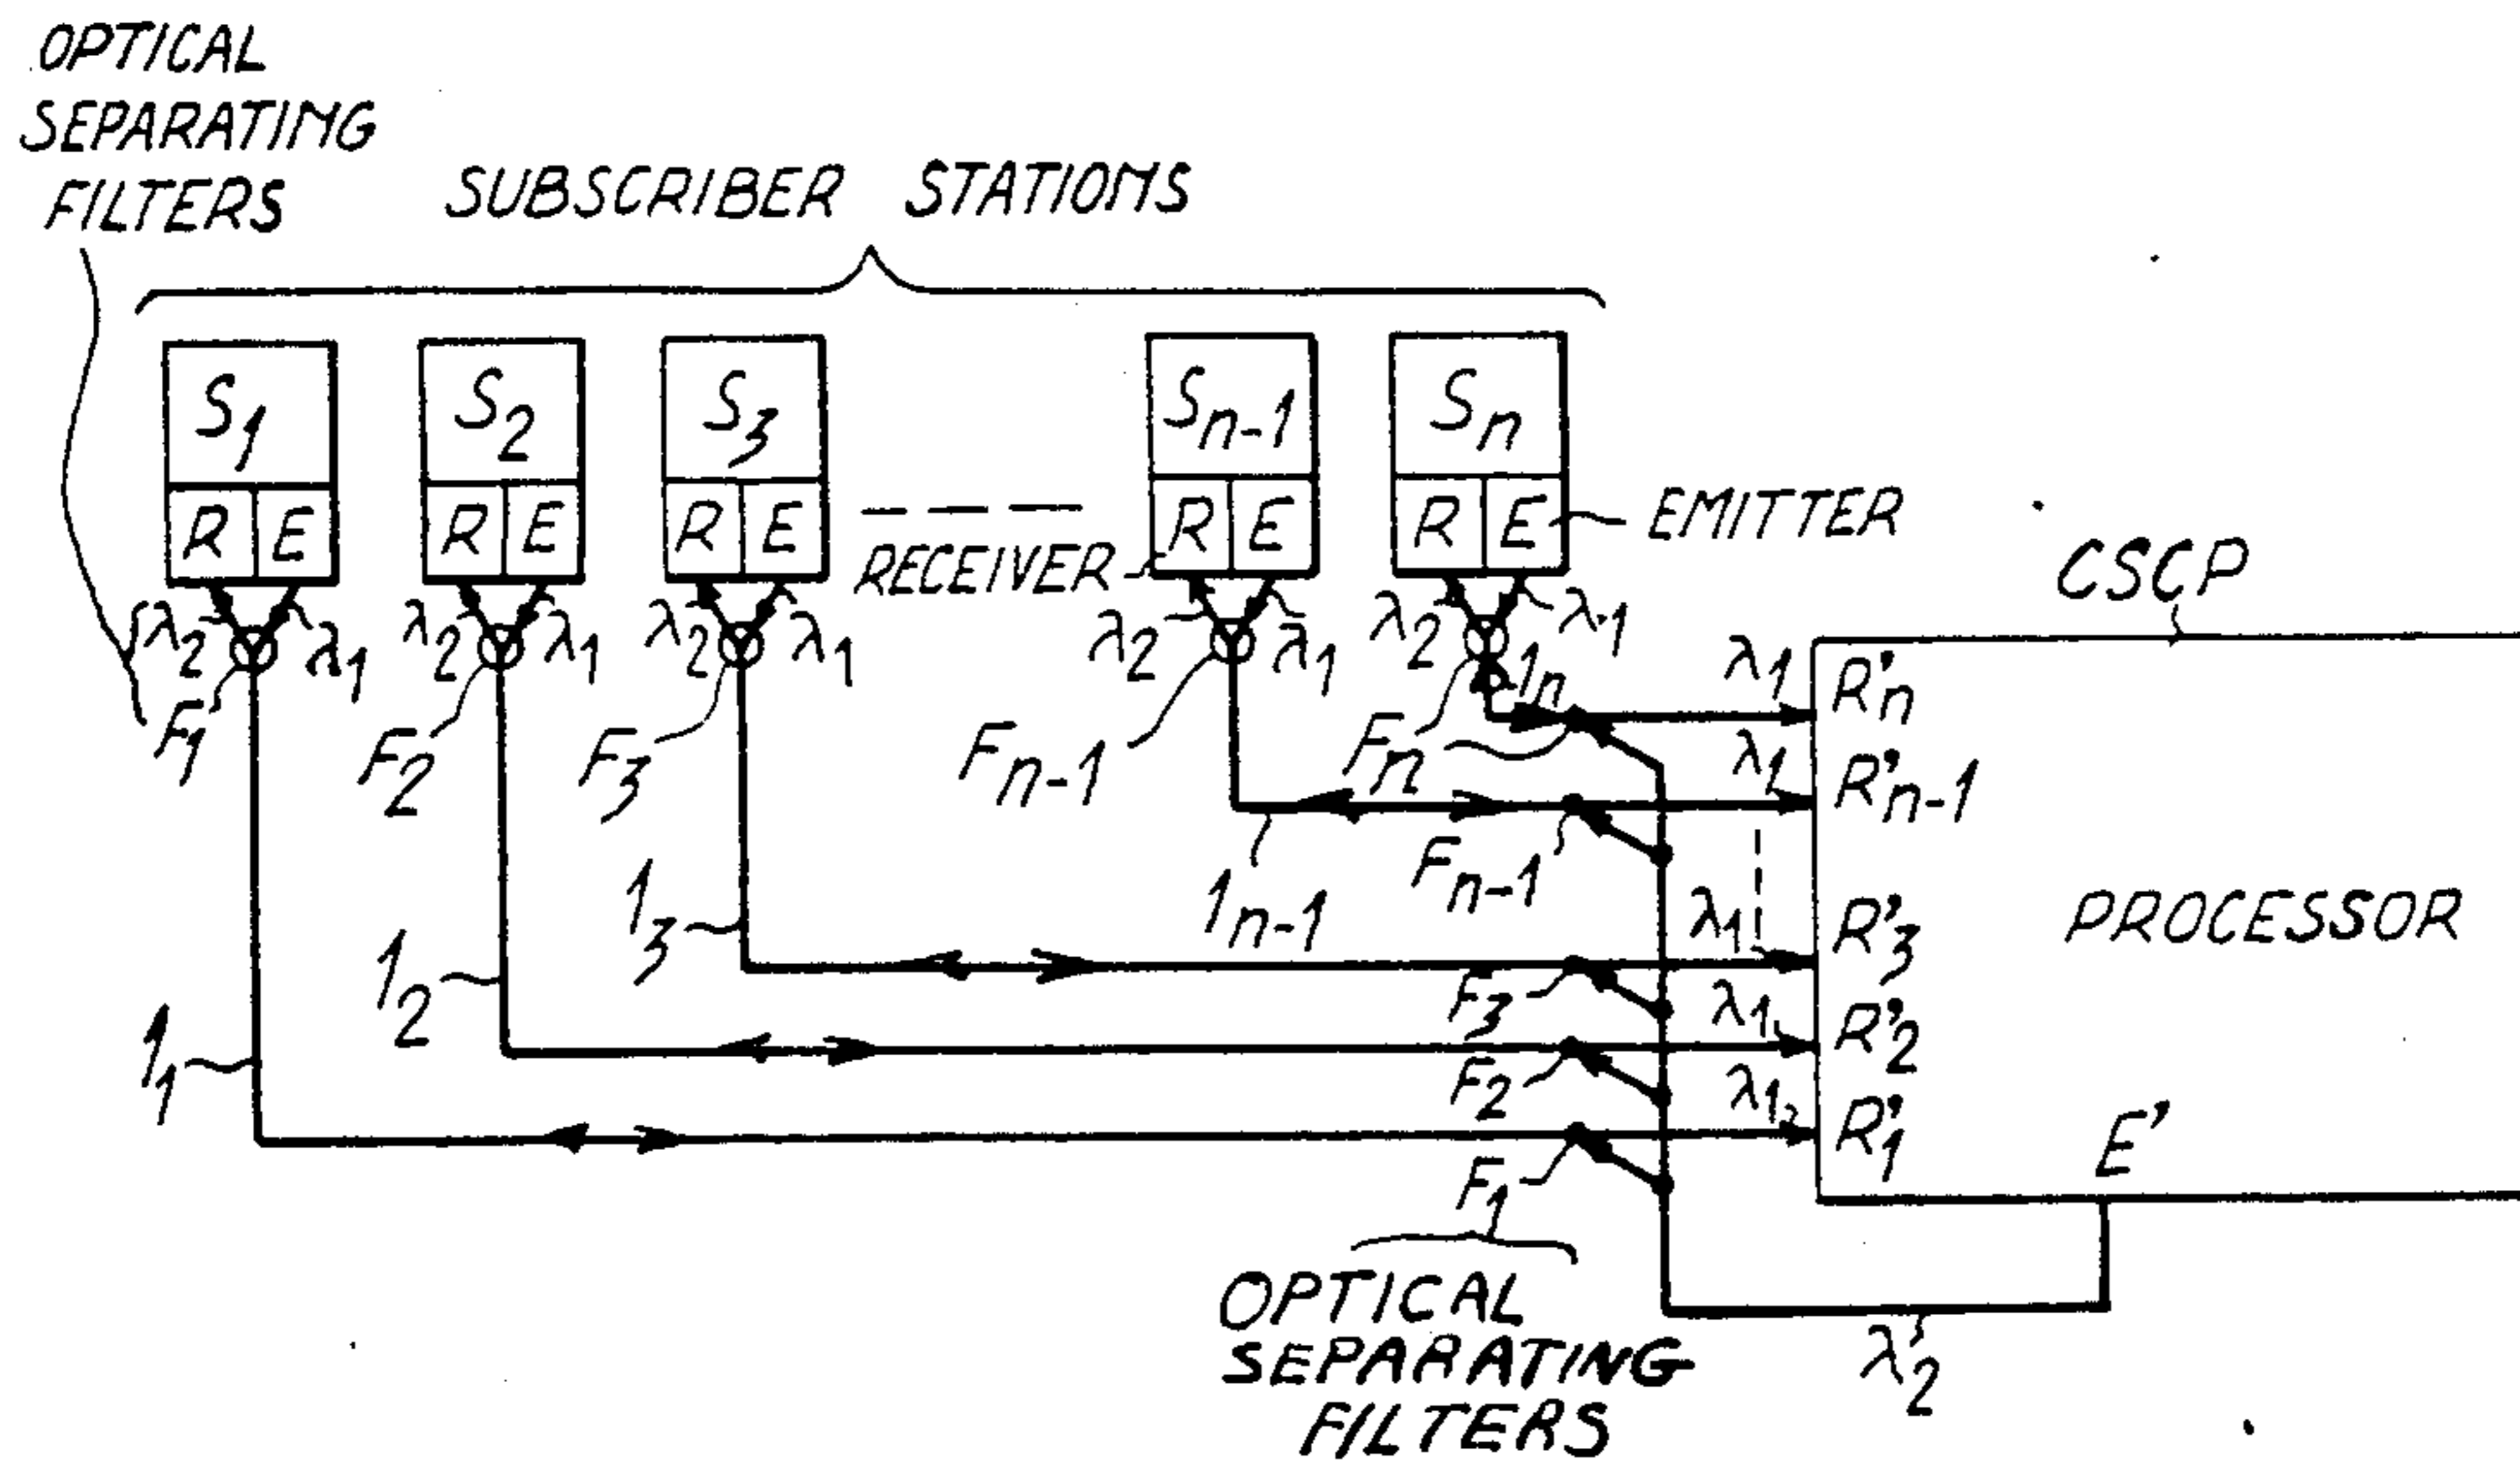 OPTICAL
SEPARATING
FILTERS
SUBSCRIBER STATIONS
S1 S2 S3 Sn-1 Sn
R E R E R E R E R E
EMITTER
RECEIVER
CSCP
λ2 λ1 λ2 λ1 λ2 λ1 λ2 λ1 λ2 λ1
F1 F2 F3 Fn-1 Fn
1n
λ1 R'n
λ1 R'n-1
Fn-1
1n-1
13
λ1 R'3
PROCESSOR
12
F3
λ1 R'2
11
F2
λ1 R'1
F1
E'
OPTICAL
SEPARATING
FILTERS
λ2